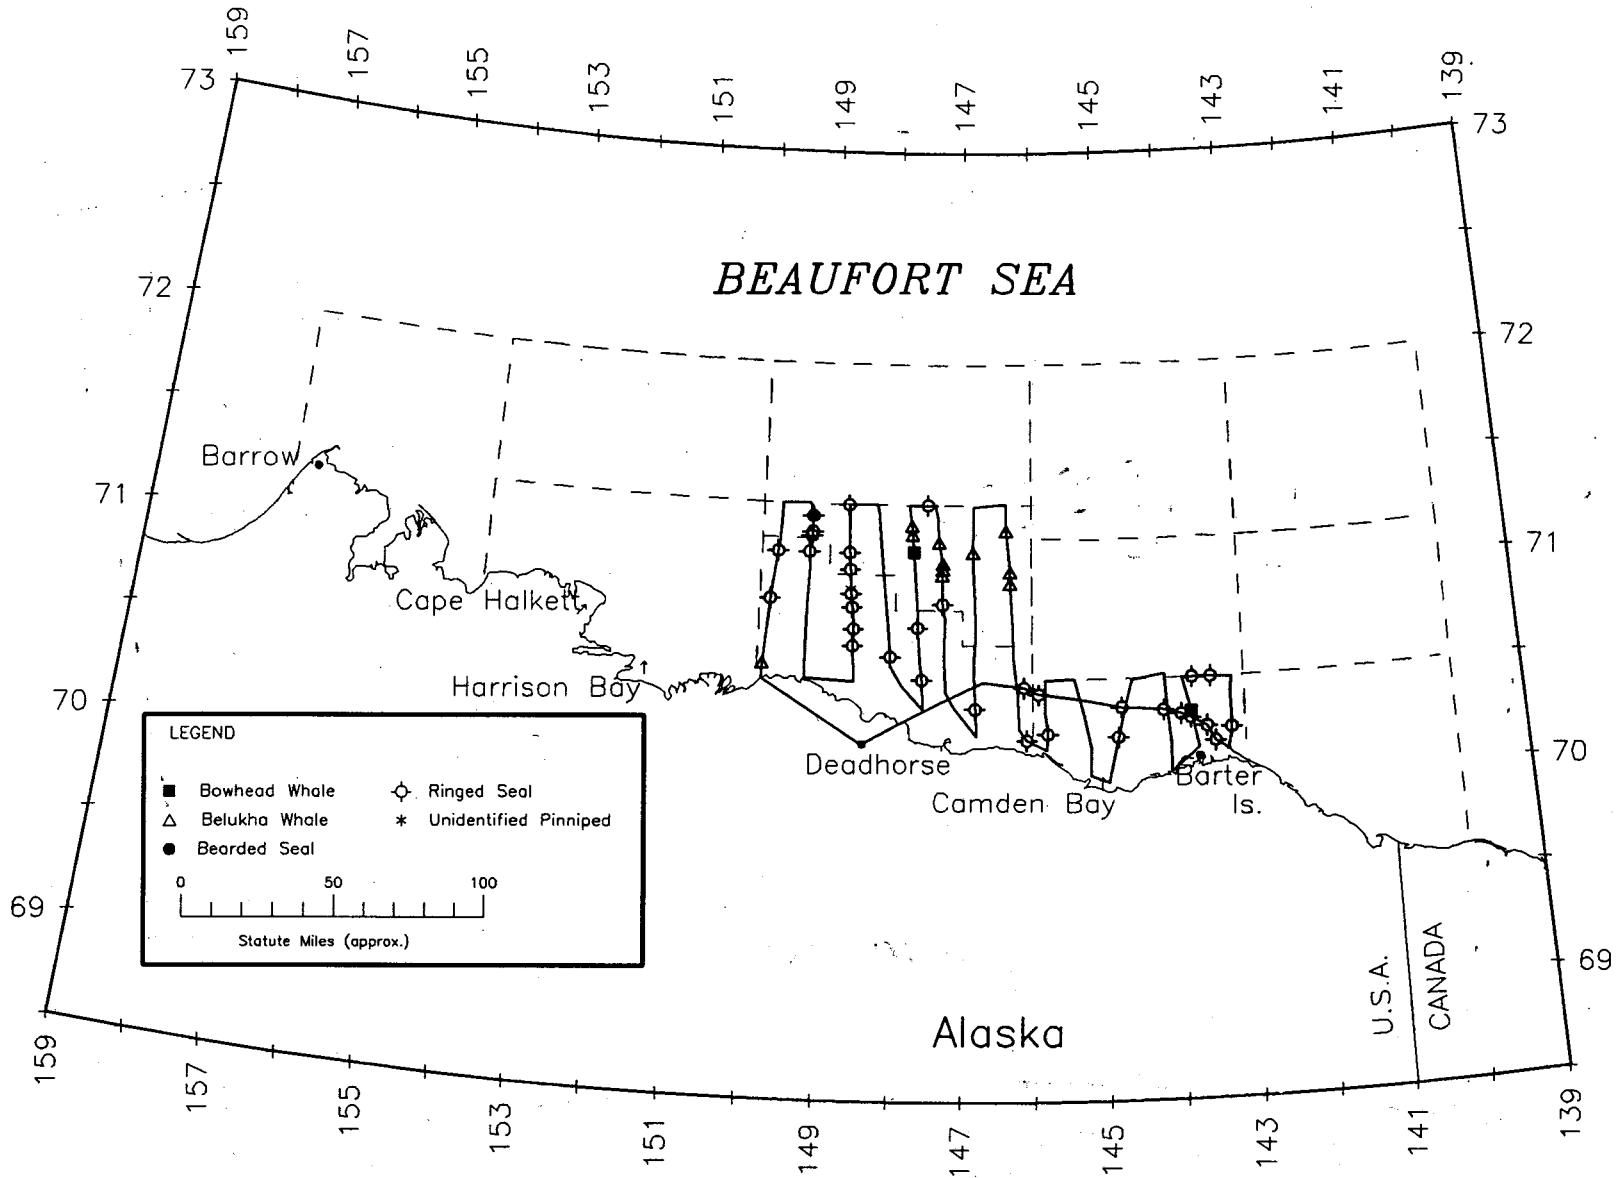 159 157 155 153 151 149 147 145 143 141 139
73 73
BEAUFORT SEA
72 72
Barrow
71 71
Cape Halkett
Harrison Bay
70 70
Deadhorse
Camden Bay
Barter
Is.
LEGEND
Bowhead Whale
Belukha Whale
Bearded Seal
Ringed Seal
Unidentified Pinniped
0 50 100
Statute Miles (approx.)
69 69
U.S.A.
CANADA
Alaska
159 157 155 153 151 149 147 145 143 141 139